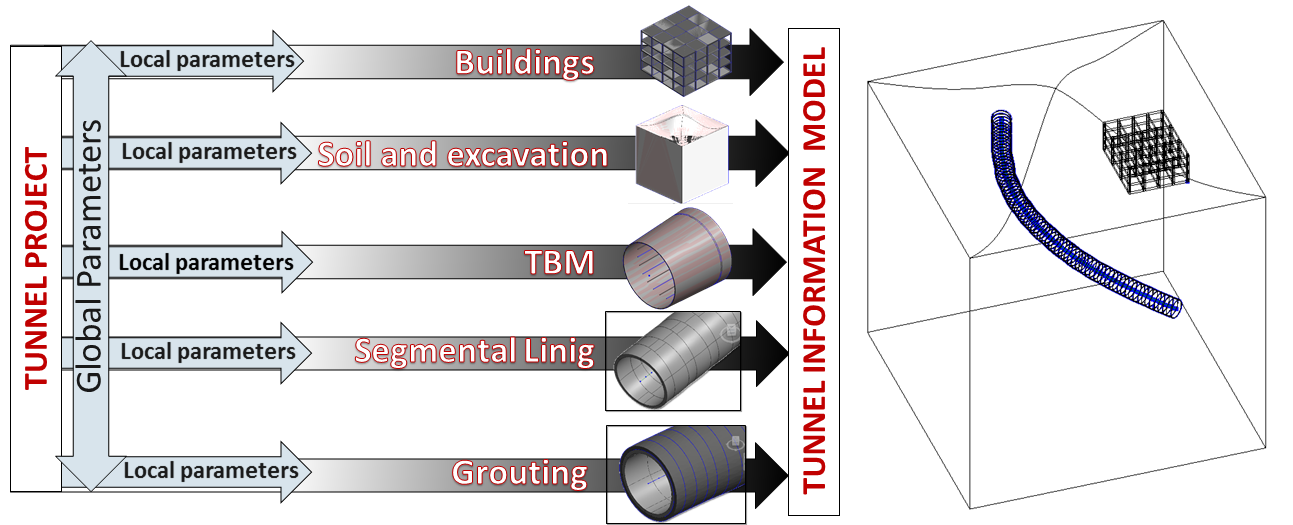 TUNNEL PROJECT
Global Parameters
Local parameters
Buildings
Local parameters
Soil and excavation
Local parameters
TBM
Local parameters
Segmental Linig
Local parameters
Grouting
TUNNEL INFORMATION MODEL